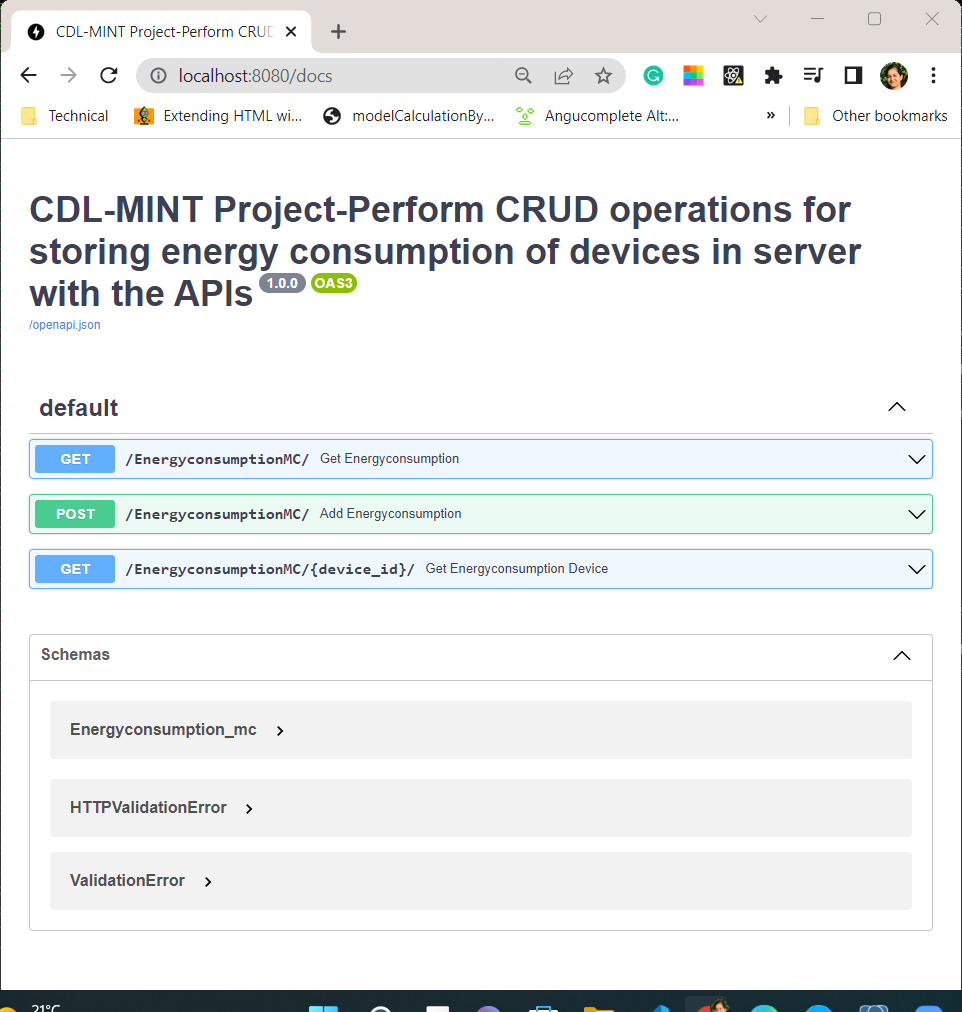 CDL-MINT Project-Perform CRUD
localhost:8080/docs
Technical
Extending HTML wi...
modelCalculationBy...
Angucomplete Alt:...
»
Other bookmarks
CDL-MINT Project-Perform CRUD operations for
storing energy consumption of devices in server
with the APIs 1.0.0 OAS3
/openapi.json
default
GET /EnergyconsumptionMC/ Get Energyconsumption
POST /EnergyconsumptionMC/ Add Energyconsumption
GET /EnergyconsumptionMC/{device_id}/ Get Energyconsumption Device
Schemas
Energyconsumption_mc
HTTPValidationError
ValidationError
21°C